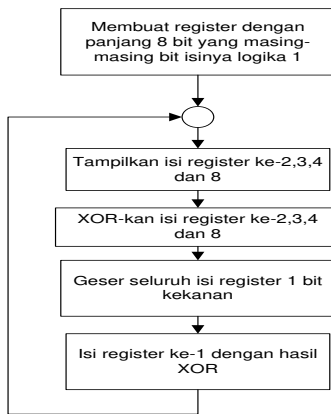 Membuat register dengan
panjang 8 bit yang masing-
masing bit isinya logika 1
Tampilkan isi register ke-2,3,4
dan 8
XOR-kan isi register ke-2,3,4
dan 8
Geser seluruh isi register 1 bit
kekanan
Isi register ke-1 dengan hasil
XOR